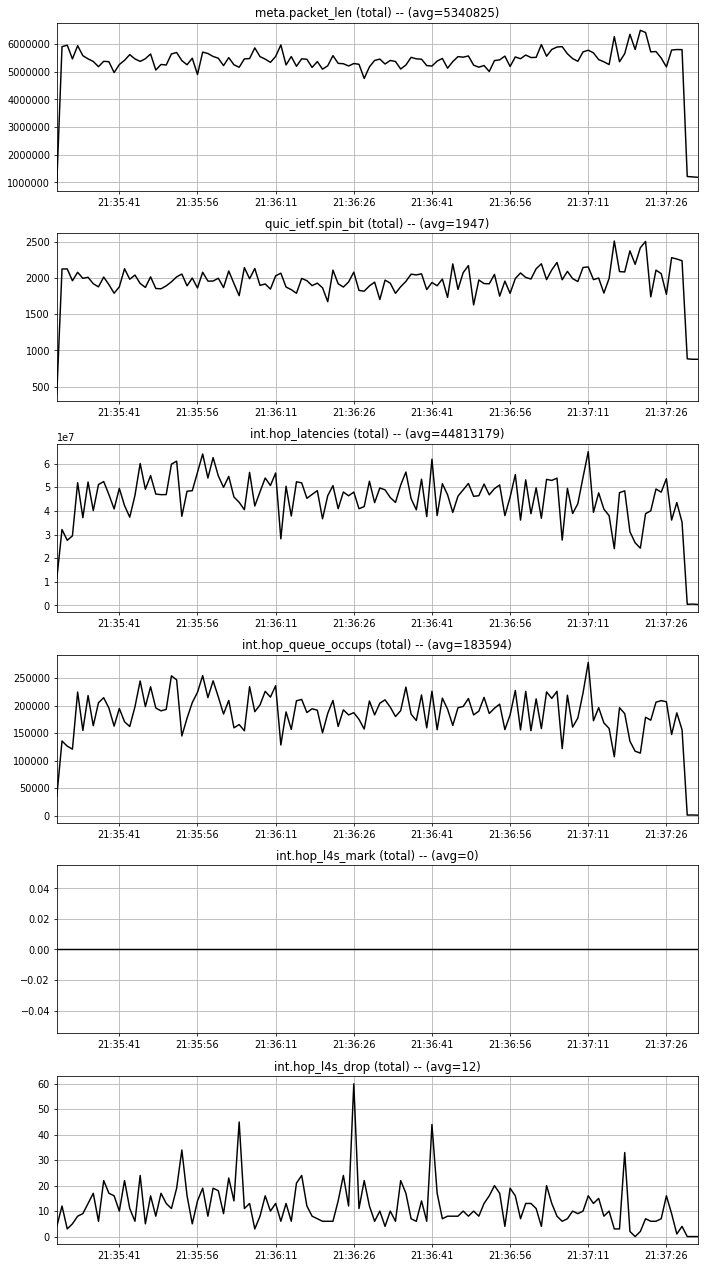 meta.packet_len (total) -- (avg=5340825)
6000000
5000000
4000000
3000000
2000000
1000000
21:35:41 21:35:56 21:36:11 21:36:26 21:36:41 21:36:56 21:37:11 21:37:26
quic_ietf.spin_bit (total) -- (avg=1947)
2500
2000
1500
1000
500
21:35:41 21:35:56 21:36:11 21:36:26 21:36:41 21:36:56 21:37:11 21:37:26
int.hop_latencies (total) -- (avg=44813179)
1e7
6
5
4
3
2
1
0
21:35:41 21:35:56 21:36:11 21:36:26 21:36:41 21:36:56 21:37:11 21:37:26
int.hop_queue_occups (total) -- (avg=183594)
250000
200000
150000
100000
50000
0
21:35:41 21:35:56 21:36:11 21:36:26 21:36:41 21:36:56 21:37:11 21:37:26
int.hop_l4s_mark (total) -- (avg=0)
0.04
0.02
0.00
−0.02
−0.04
21:35:41 21:35:56 21:36:11 21:36:26 21:36:41 21:36:56 21:37:11 21:37:26
int.hop_l4s_drop (total) -- (avg=12)
60
50
40
30
20
10
0
21:35:41 21:35:56 21:36:11 21:36:26 21:36:41 21:36:56 21:37:11 21:37:26